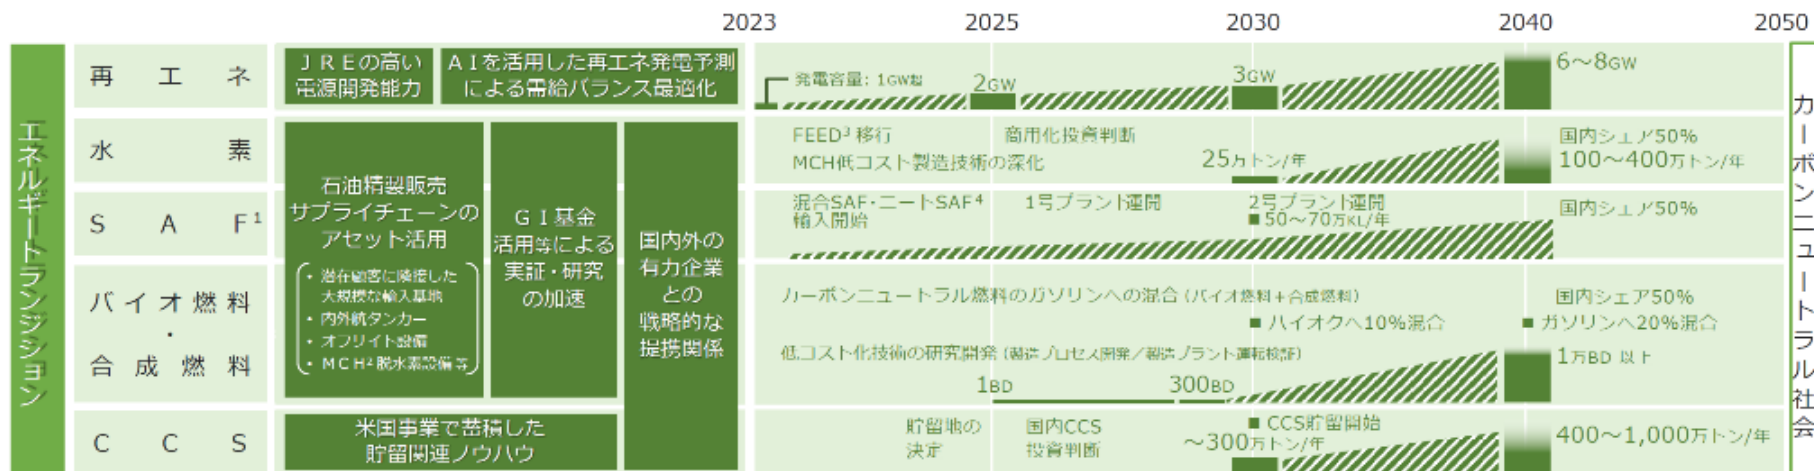 2023 2025 2030 2040 2050
エネルギートランジション
カーボンニュートラル社会
再エネ
JREの高い
電源開発能力
AIを活用した再エネ発電予測
による需給バランス最適化
発電容量: 1GW超
2GW
3GW
6～8GW
水素
石油精製販売
サプライチェーンの
アセット活用
・ 潜在顧客に隣接した
大規模な輸入基地
・ 内外航タンカー
・ オフサイト設備
・ MCH²脱水素設備等
GI基金
活用等による
実証・研究
の加速
国内外の
有力企業
との
戦略的な
提携関係
FEED³移行
商用化投資判断
MCH低コスト製造技術の深化
25万トン/年
国内シェア50%
100～400万トン/年
SAF¹
混合SAF・ニートSAF⁴
輸入開始
1号プラント運開
2号プラント運開
■50～70万KL/年
国内シェア50%
バイオ燃料
・
合成燃料
カーボンニュートラル燃料のガソリンへの混合（バイオ燃料＋合成燃料）
■ハイオクへ10%混合
国内シェア50%
■ガソリンへ20%混合
低コスト化技術の研究開発（製造プロセス開発／製造プラント運転検証）
1BD
300BD
1万BD 以上
CCS
米国事業で蓄積した
貯留関連ノウハウ
貯留地の
決定
国内CCS
投資判断
■CCS貯留開始
～300万トン/年
400～1,000万トン/年